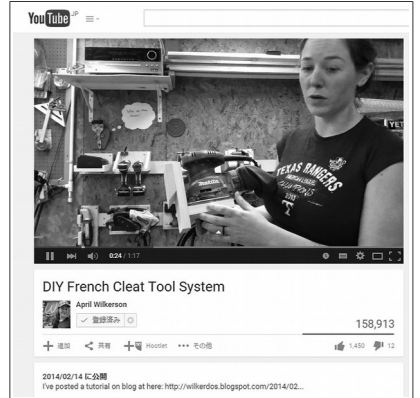 YouTube JP
TEXAS RANGERS
YET
0:24 / 1:17
DIY French Cleat Tool System
April Wilkerson
登録済み
158,913
追加 共有 Hootlet その他 1,450 12
2014/02/14 に公開
I've posted a tutorial on blog at here: http://wilkerdos.blogspot.com/2014/02...